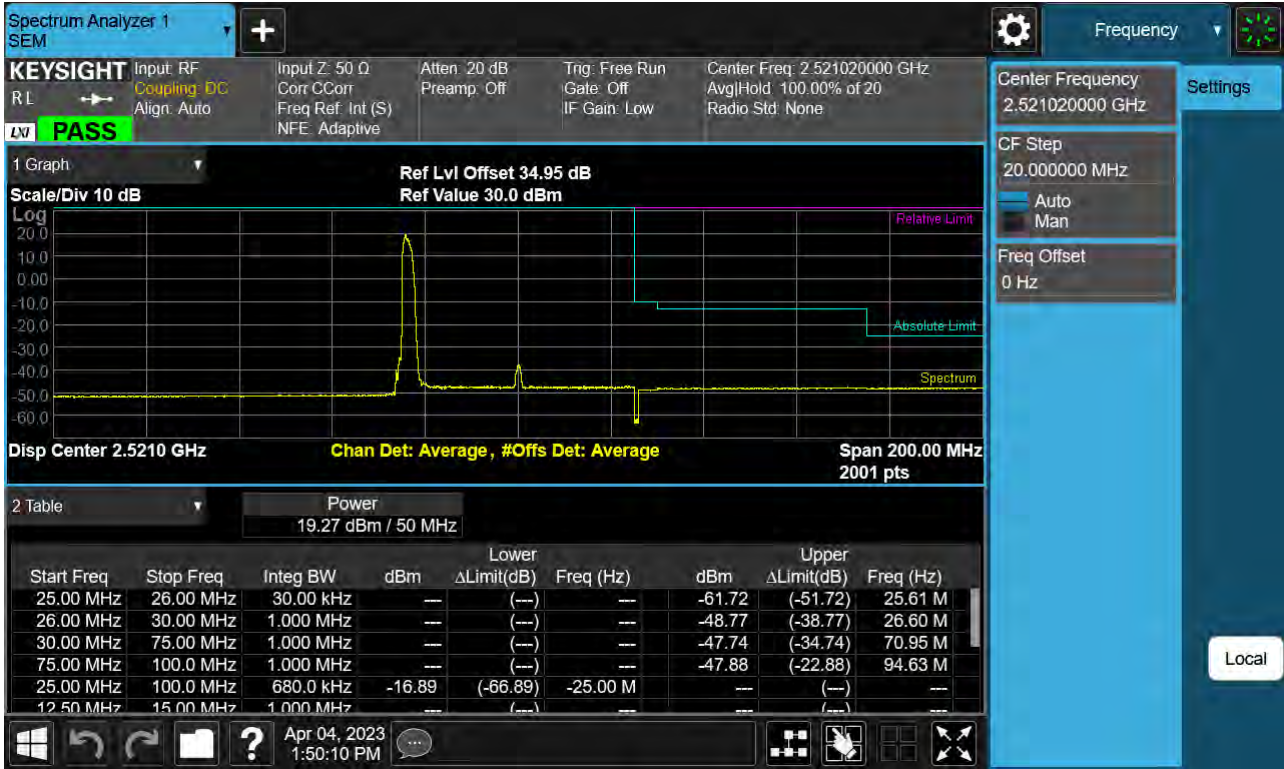 Spectrum Analyzer 1
SEM
+
Frequency
KEYSIGHT
RL
LXI
PASS
Input: RF
Coupling: DC
Align: Auto
Input Z: 50 Ω
Corr CCorr
Freq Ref: Int (S)
NFE: Adaptive
Atten: 20 dB
Preamp: Off
Trig: Free Run
Gate: Off
IF Gain: Low
Center Freq: 2.521020000 GHz
Avg|Hold: 100.00% of 20
Radio Std: None
Center Frequency
2.521020000 GHz
Settings
CF Step
20.000000 MHz
Auto
Man
Freq Offset
0 Hz
Local
1 Graph
Scale/Div 10 dB
Ref Lvl Offset 34.95 dB
Ref Value 30.0 dBm
Log
20.0
10.0
0.00
-10.0
-20.0
-30.0
-40.0
-50.0
-60.0
Relative Limit
Absolute Limit
Spectrum
Disp Center 2.5210 GHz
Chan Det: Average, #Offs Det: Average
Span 200.00 MHz
2001 pts
2 Table
Power
19.27 dBm / 50 MHz
Lower Upper
Start Freq Stop Freq Integ BW dBm ΔLimit(dB) Freq (Hz) dBm ΔLimit(dB) Freq (Hz)
25.00 MHz 26.00 MHz 30.00 kHz --- (---) --- -61.72 (-51.72) 25.61 M
26.00 MHz 30.00 MHz 1.000 MHz --- (---) --- -48.77 (-38.77) 26.60 M
30.00 MHz 75.00 MHz 1.000 MHz --- (---) --- -47.74 (-34.74) 70.95 M
75.00 MHz 100.0 MHz 1.000 MHz --- (---) --- -47.88 (-22.88) 94.63 M
25.00 MHz 100.0 MHz 680.0 kHz -16.89 (-66.89) -25.00 M --- (---) ---
12.50 MHz 15.00 MHz 1.000 MHz --- (---) --- --- (---) ---
?
Apr 04, 2023
1:50:10 PM